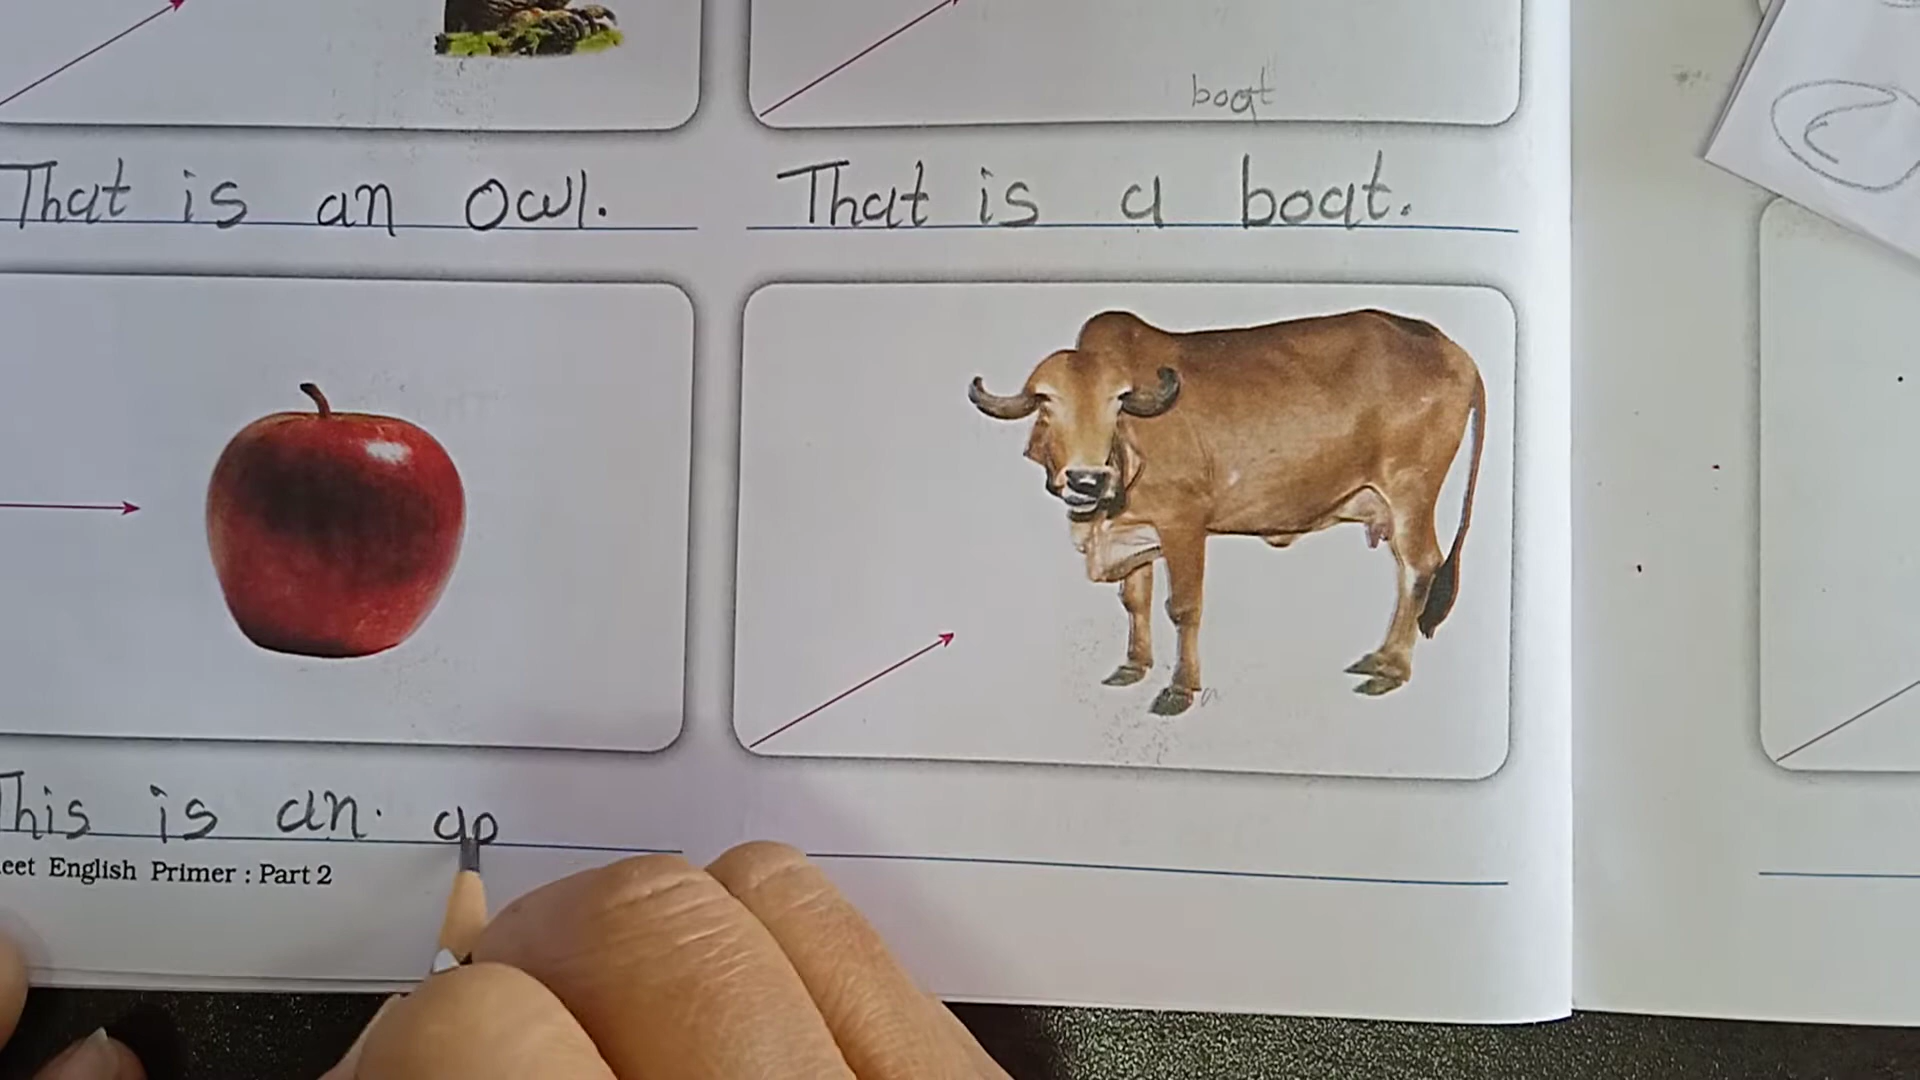 boat
That is an owl.
That is a boat.
This is an. ap
eet English Primer : Part 2